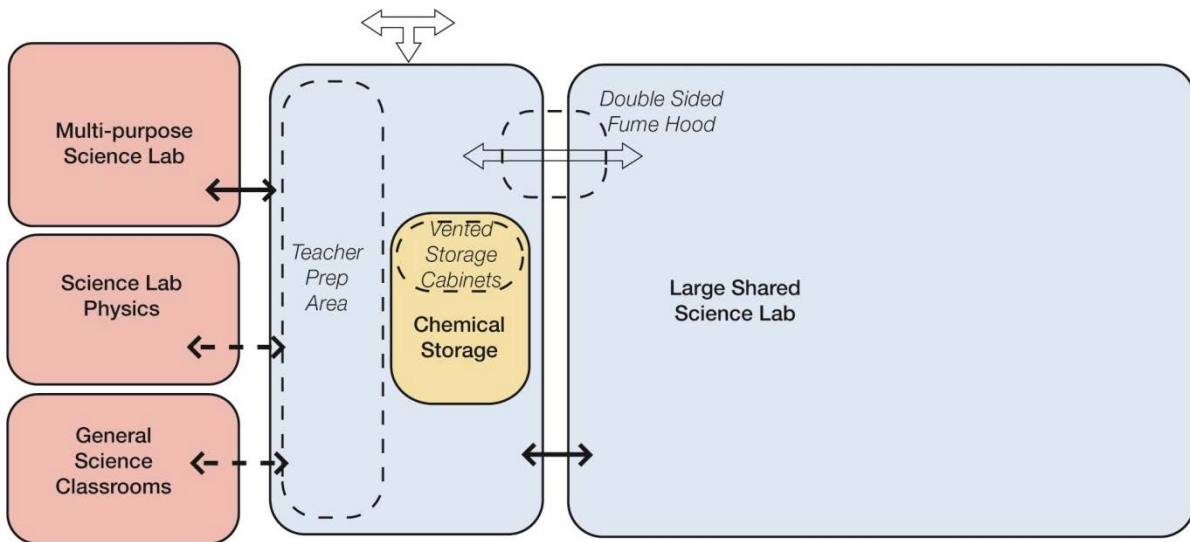 Multi-purpose
Science Lab
Science Lab
Physics
General
Science
Classrooms
Teacher
Prep
Area
Vented
Storage
Cabinets
Chemical
Storage
Double Sided
Fume Hood
Large Shared
Science Lab